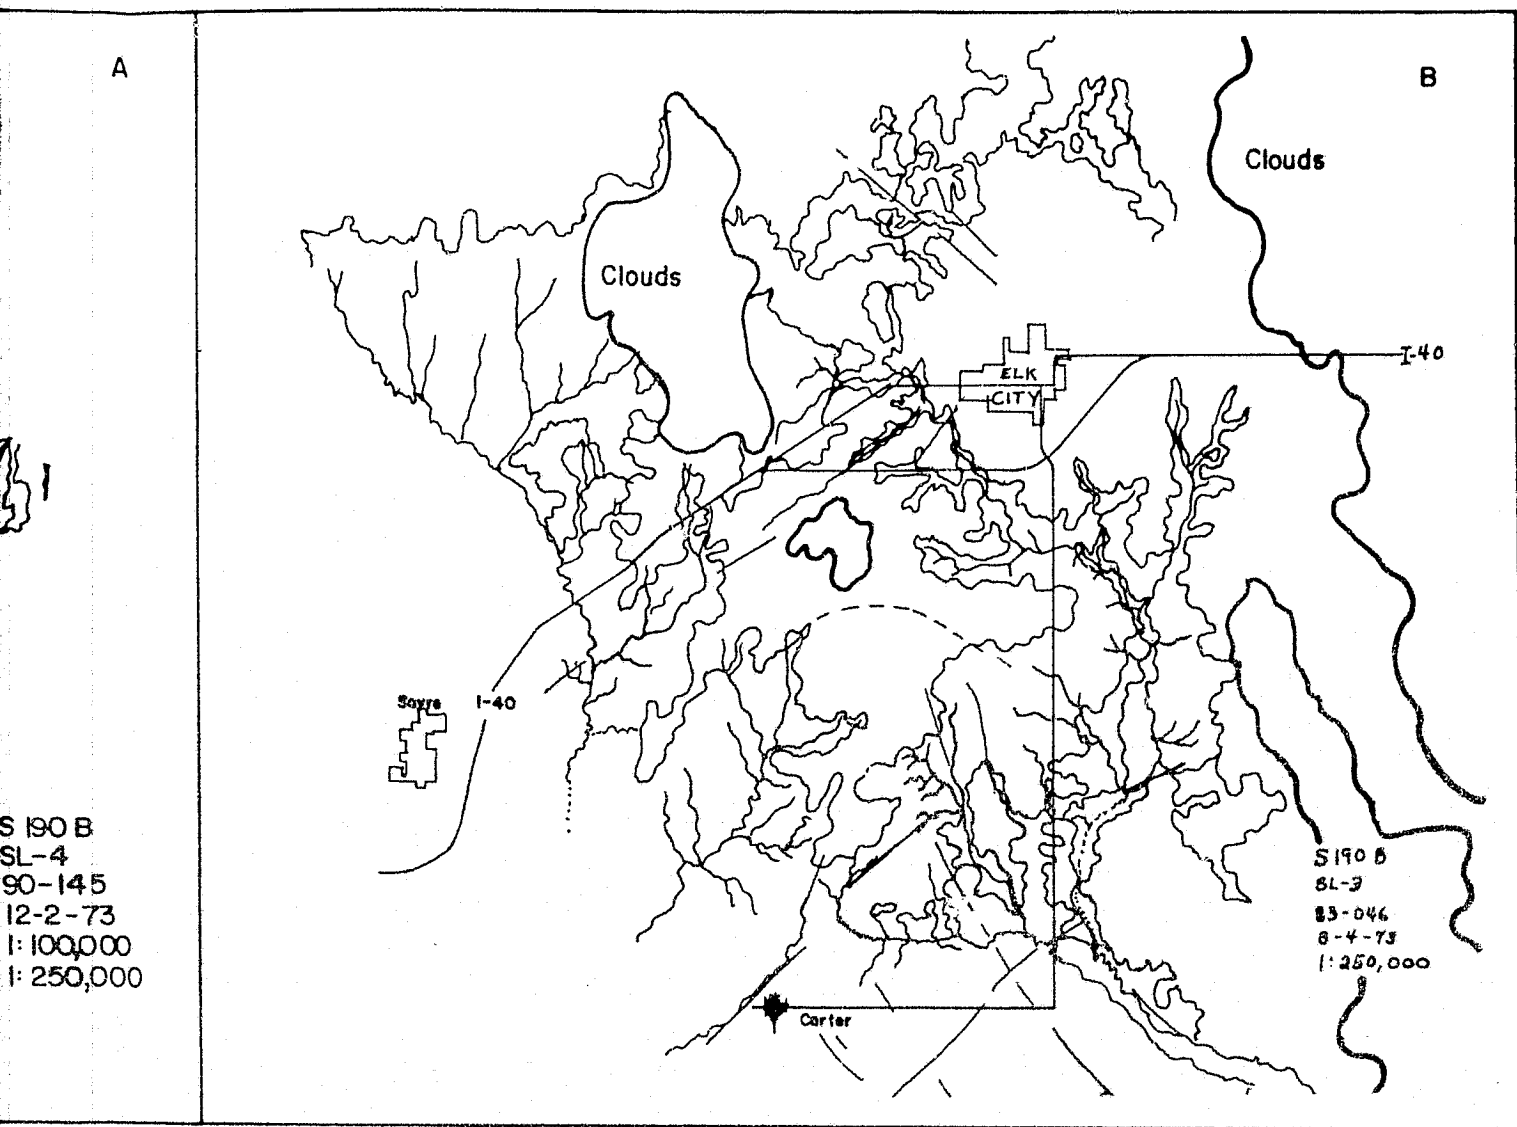 A
S 190 B
SL-4
90-145
12-2-73
1:100,000
1:250,000
B
Clouds
Clouds
I-40
ELK
CITY
Sayre
I-40
S 190 B
SL-3
83-046
8-4-73
1:250,000
Carter